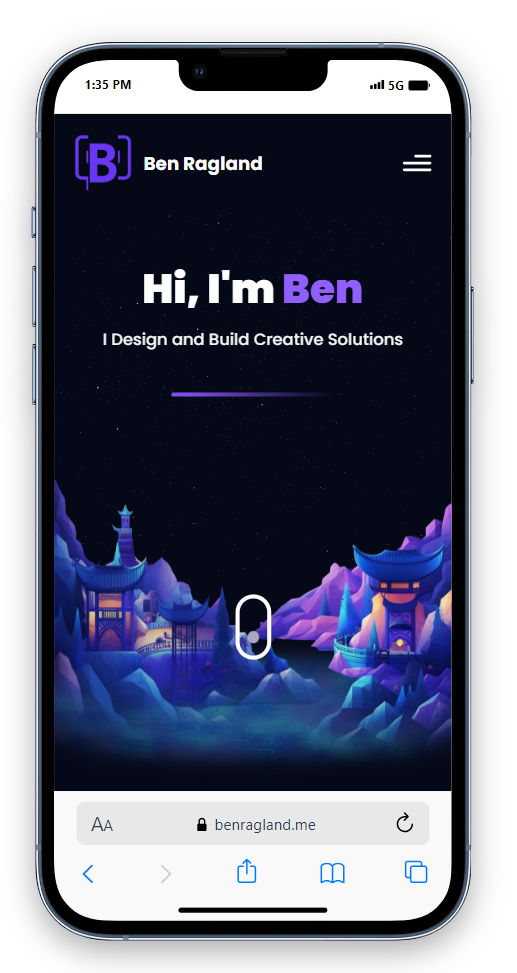 1:35 PM
5G
B
Ben Ragland
Hi, I'm Ben
I Design and Build Creative Solutions
AA
benragland.me